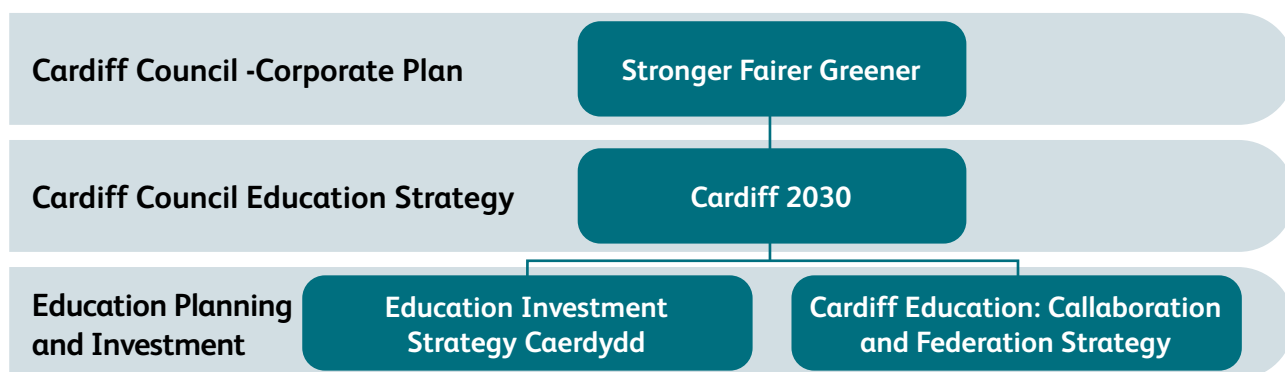 Cardiff Council -Corporate Plan
Stronger Fairer Greener
Cardiff Council Education Strategy
Cardiff 2030
Education Planning
and Investment
Education Investment
Strategy Caerdydd
Cardiff Education: Callaboration
and Federation Strategy